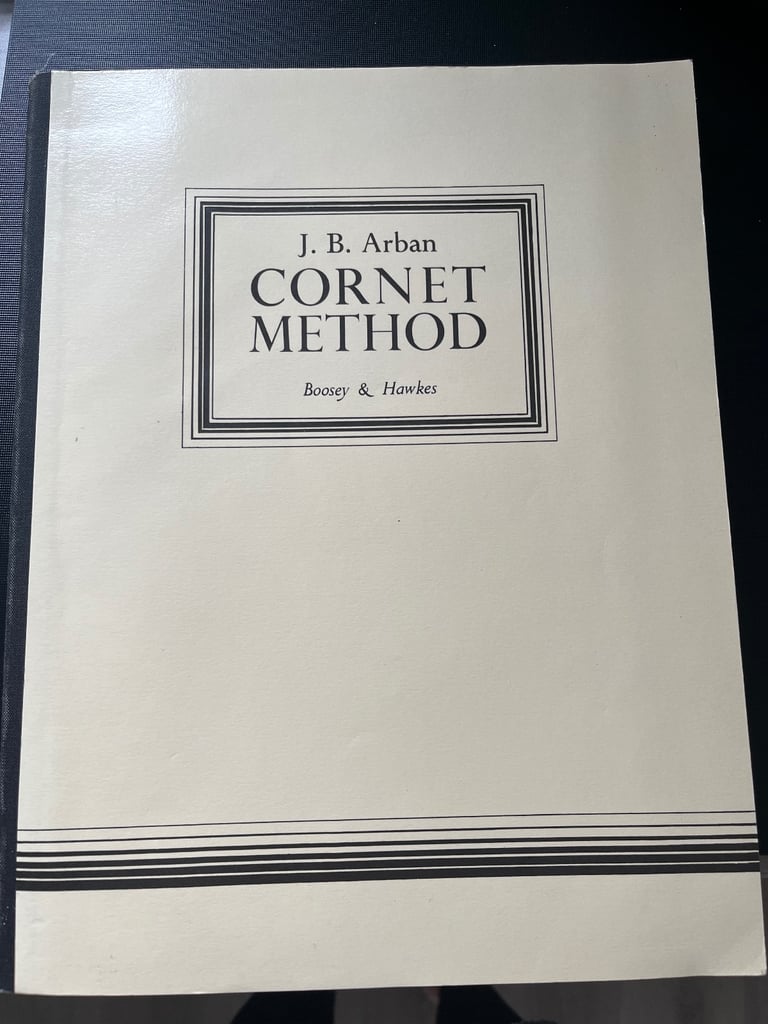 J. B. Arban
CORNET
METHOD
Boosey & Hawkes